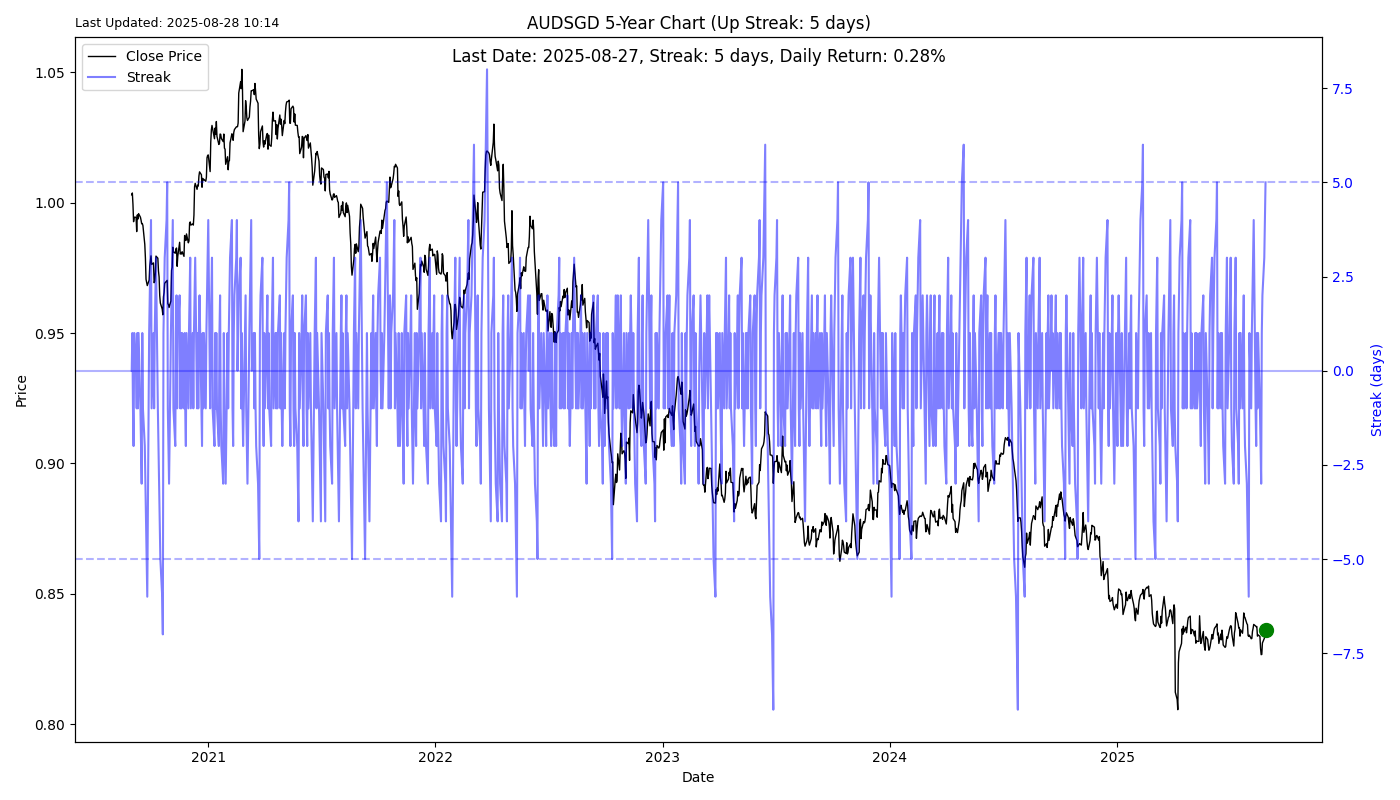 Last Updated: 2025-08-28 10:14
AUDSGD 5-Year Chart (Up Streak: 5 days)
Last Date: 2025-08-27, Streak: 5 days, Daily Return: 0.28%
Close Price
Streak
1.05
1.00
0.95
0.90
0.85
0.80
Price
7.5
5.0
2.5
0.0
−2.5
−5.0
−7.5
Streak (days)
2021
2022
2023
2024
2025
Date